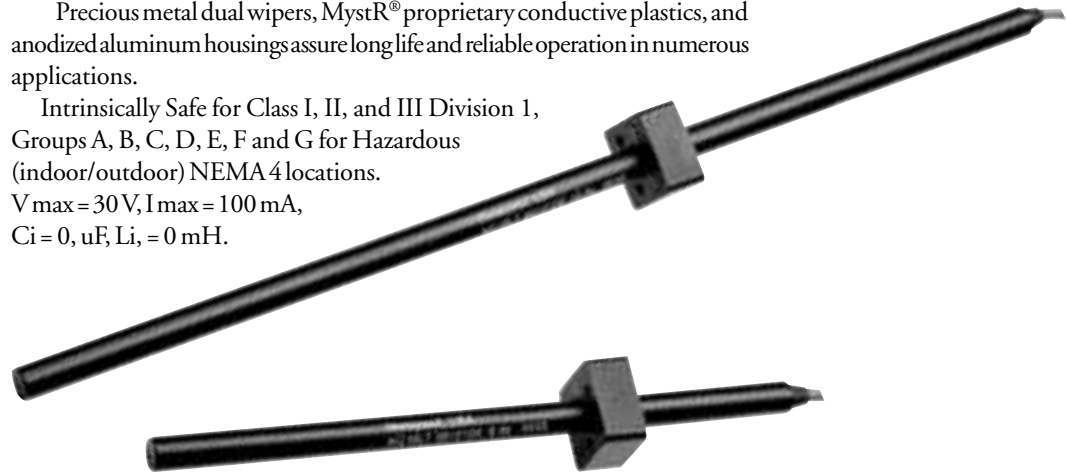 Precious metal dual wipers, MystR® proprietary conductive plastics, and
anodized aluminum housings assure long life and reliable operation in numerous
applications.
Intrinsically Safe for Class I, II, and III Division 1,
Groups A, B, C, D, E, F and G for Hazardous
(indoor/outdoor) NEMA 4 locations.
V max = 30 V, I max = 100 mA,
Ci = 0, uF, Li, = 0 mH.